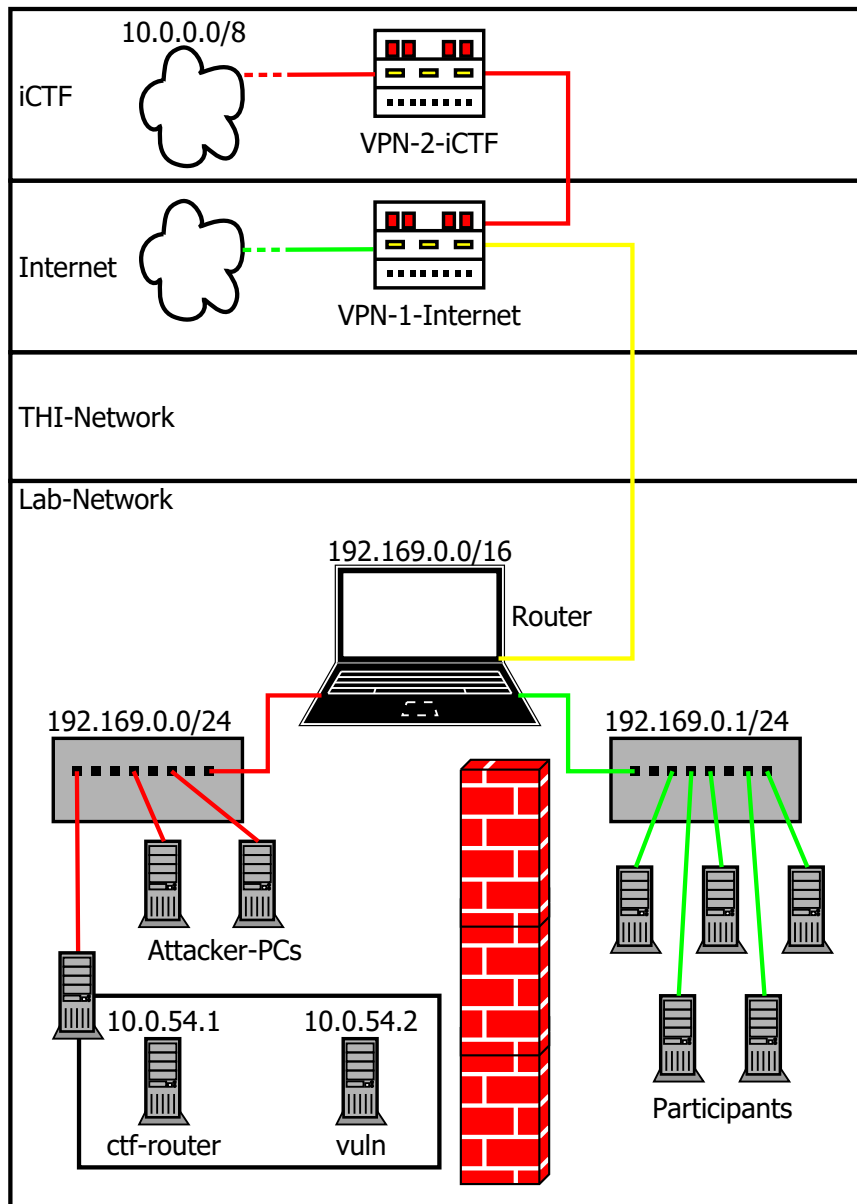 10.0.0.0/8
iCTF
VPN-2-iCTF
Internet
VPN-1-Internet
THI-Network
Lab-Network
192.169.0.0/16
Router
192.169.0.0/24
192.169.0.1/24
Attacker-PCs
10.0.54.1
10.0.54.2
ctf-router
vuln
Participants